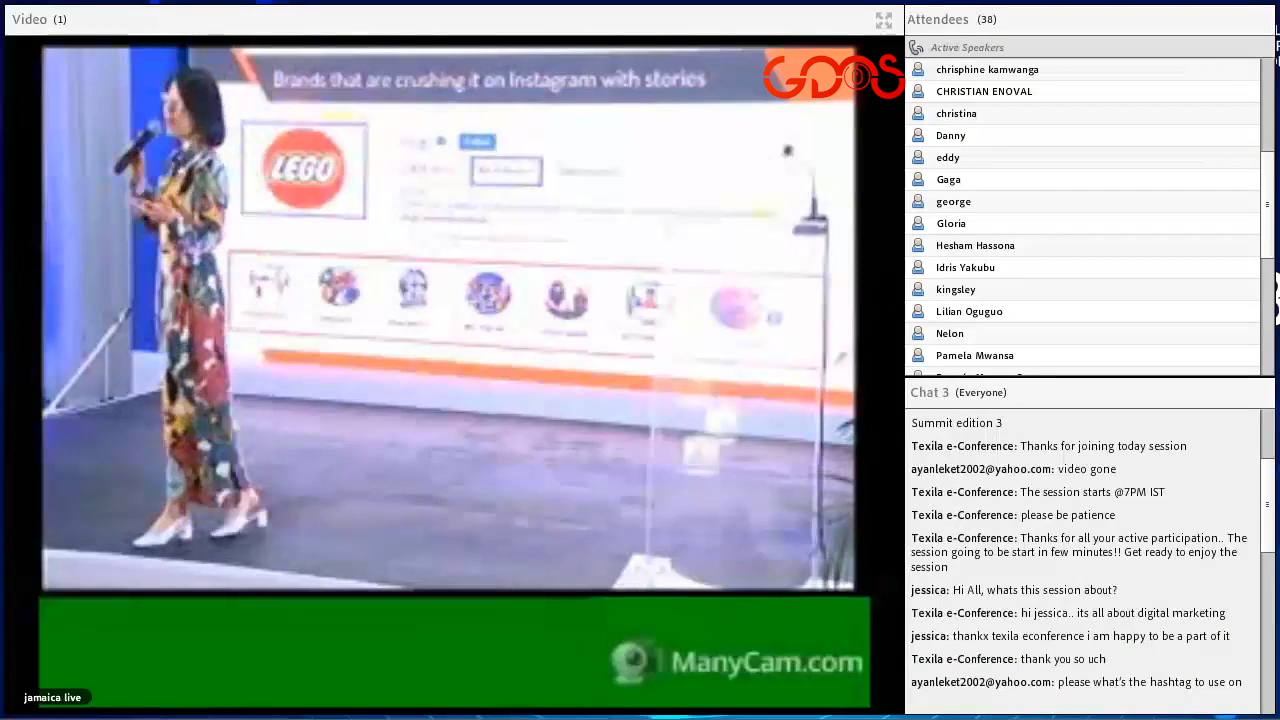 Video (1)
Brands that are crushing it on Instagram with stories
GDOS
LEGO
ManyCam.com
jamaica live
Attendees (38)
Active Speakers
chrisphine kamwanga
CHRISTIAN ENOVAL
christina
Danny
eddy
Gaga
george
Gloria
Hesham Hassona
Idris Yakubu
kingsley
Lilian Oguguo
Nelon
Pamela Mwansa
Chat 3 (Everyone)
Summit edition 3
Texila e-Conference: Thanks for joining today session
ayanleket2002@yahoo.com: video gone
Texila e-Conference: The session starts @7PM IST
Texila e-Conference: please be patience
Texila e-Conference: Thanks for all your active participation.. The
session going to be start in few minutes!! Get ready to enjoy the
session
jessica: Hi All, whats this session about?
Texila e-Conference: hi jessica.. its all about digital marketing
jessica: thankx texila econference i am happy to be a part of it
Texila e-Conference: thank you so uch
ayanleket2002@yahoo.com: please what's the hashtag to use on